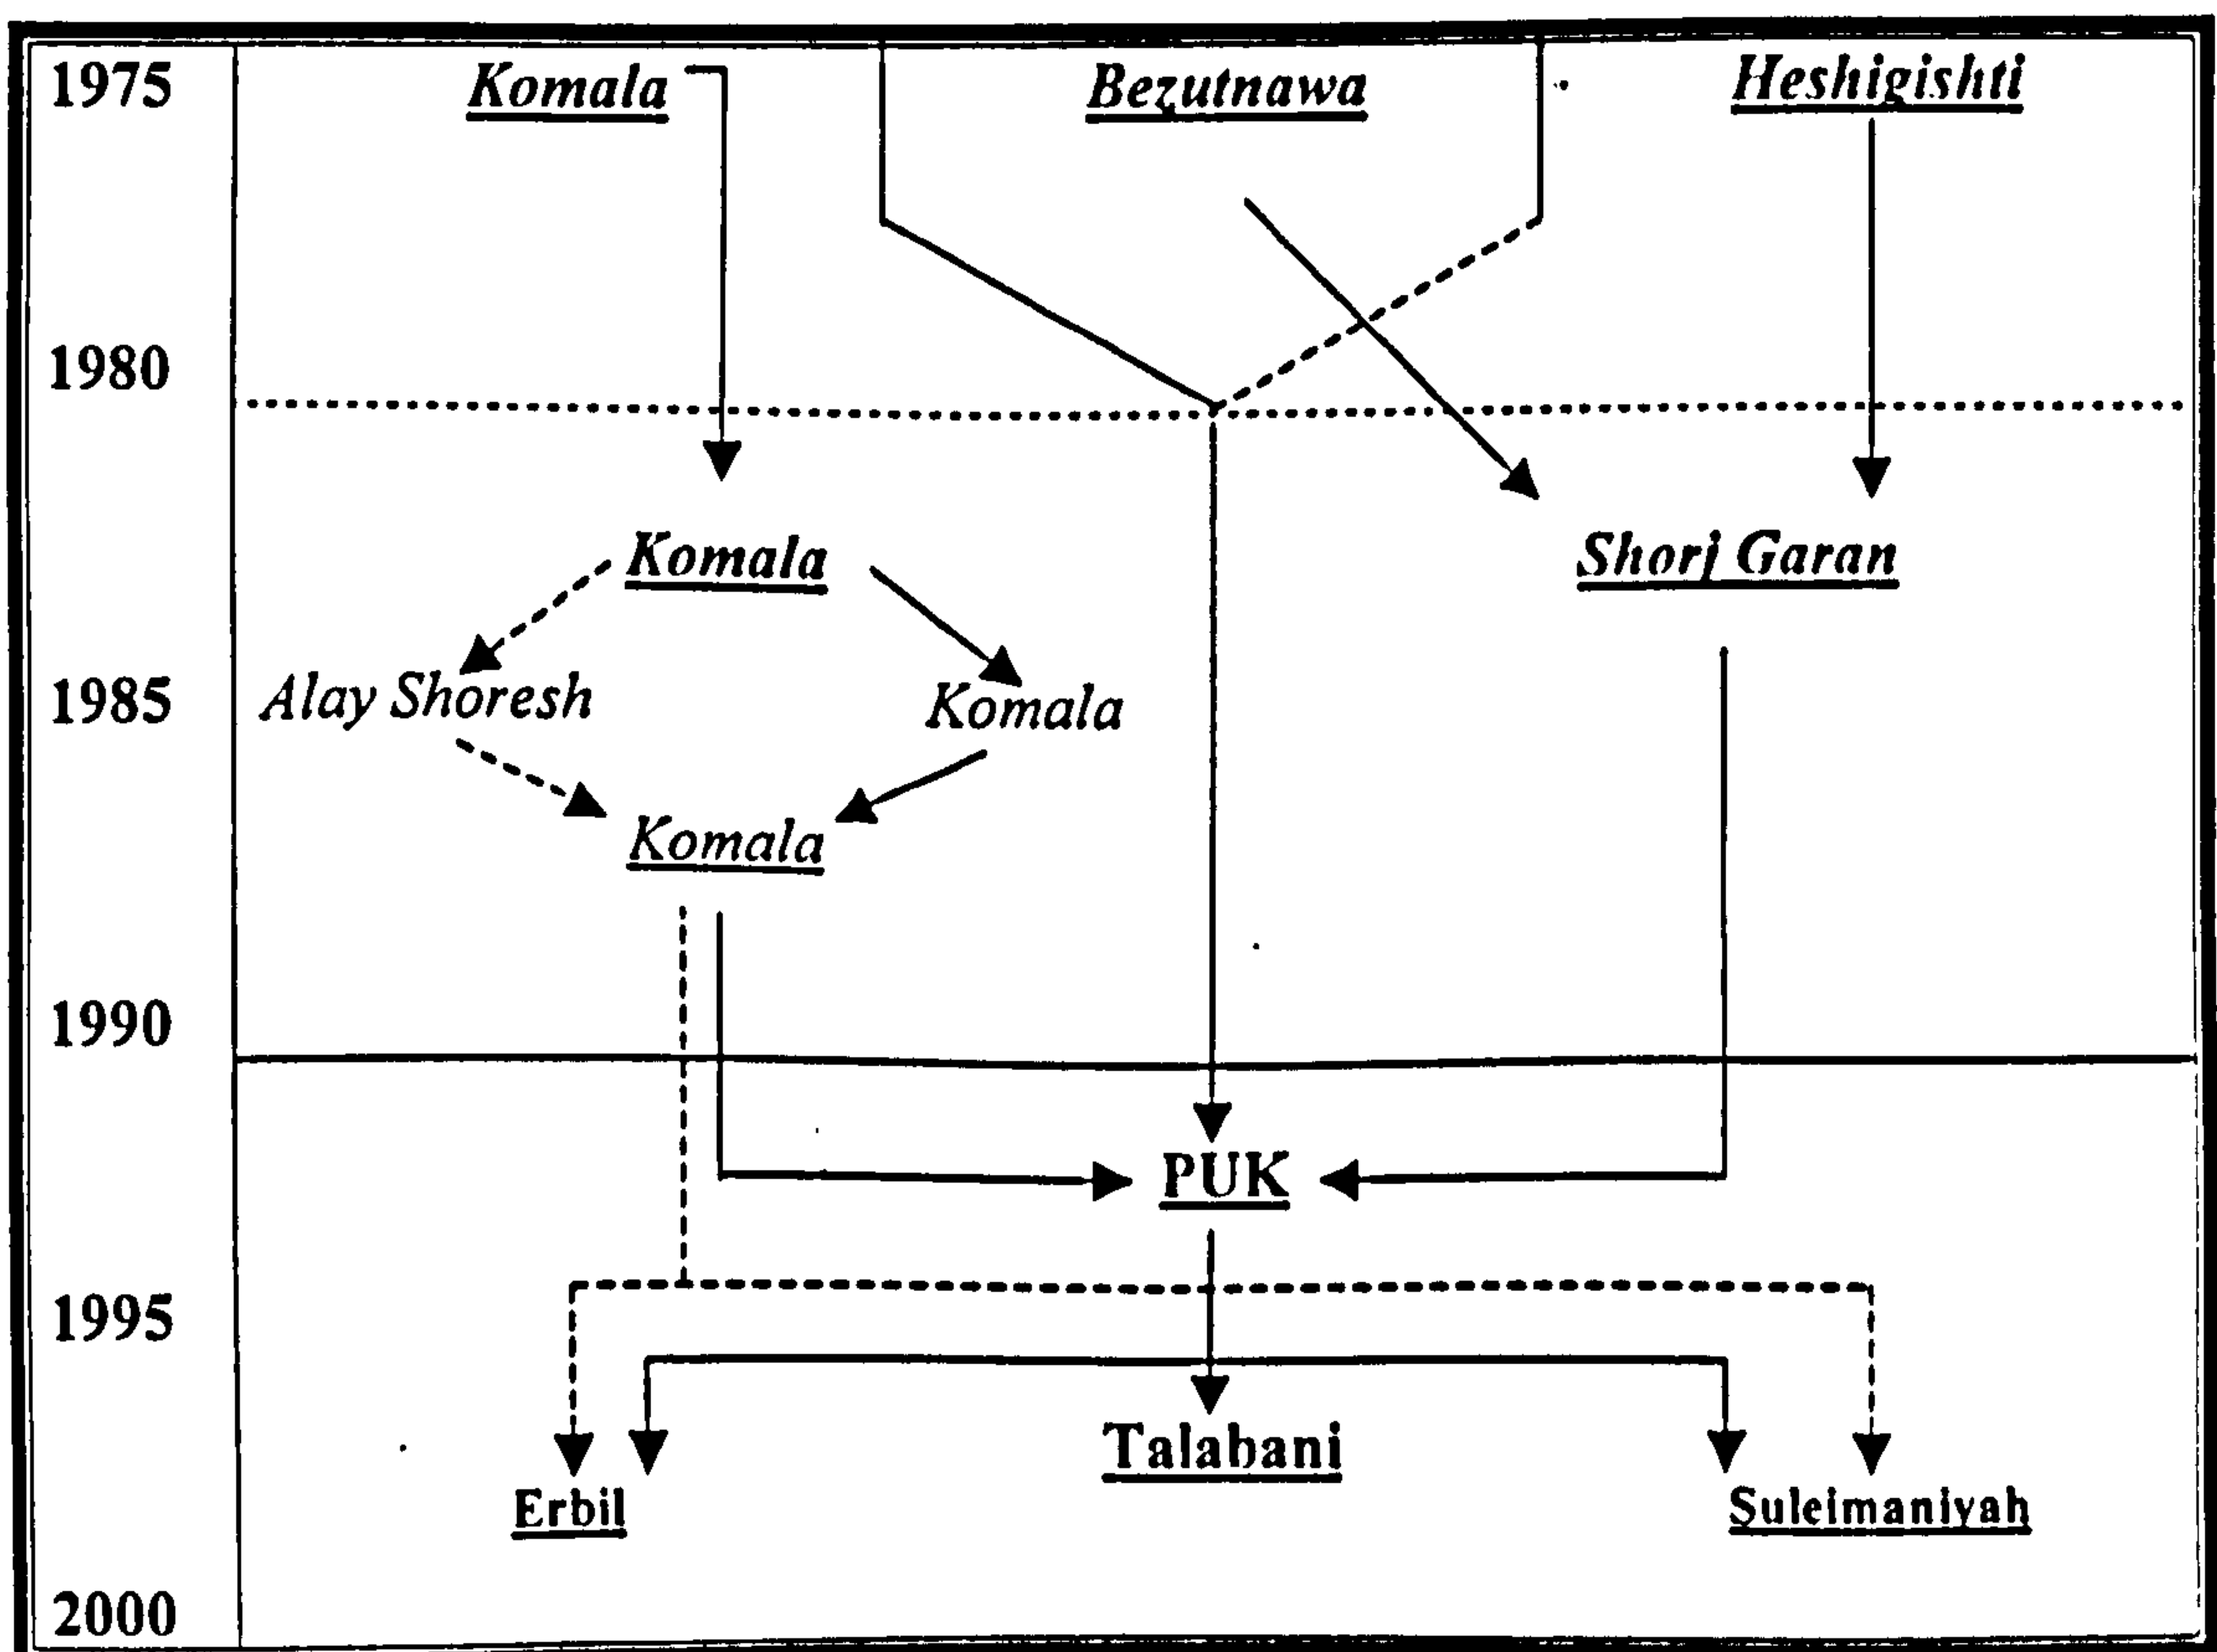 1975 Komala Bezutnawa Heshigishti
1980
Komala Shorj Garan
1985 Alay Shoresh Komala
Komala
1990
PUK
1995
Talabani
Erbil Suleimaniyah
2000